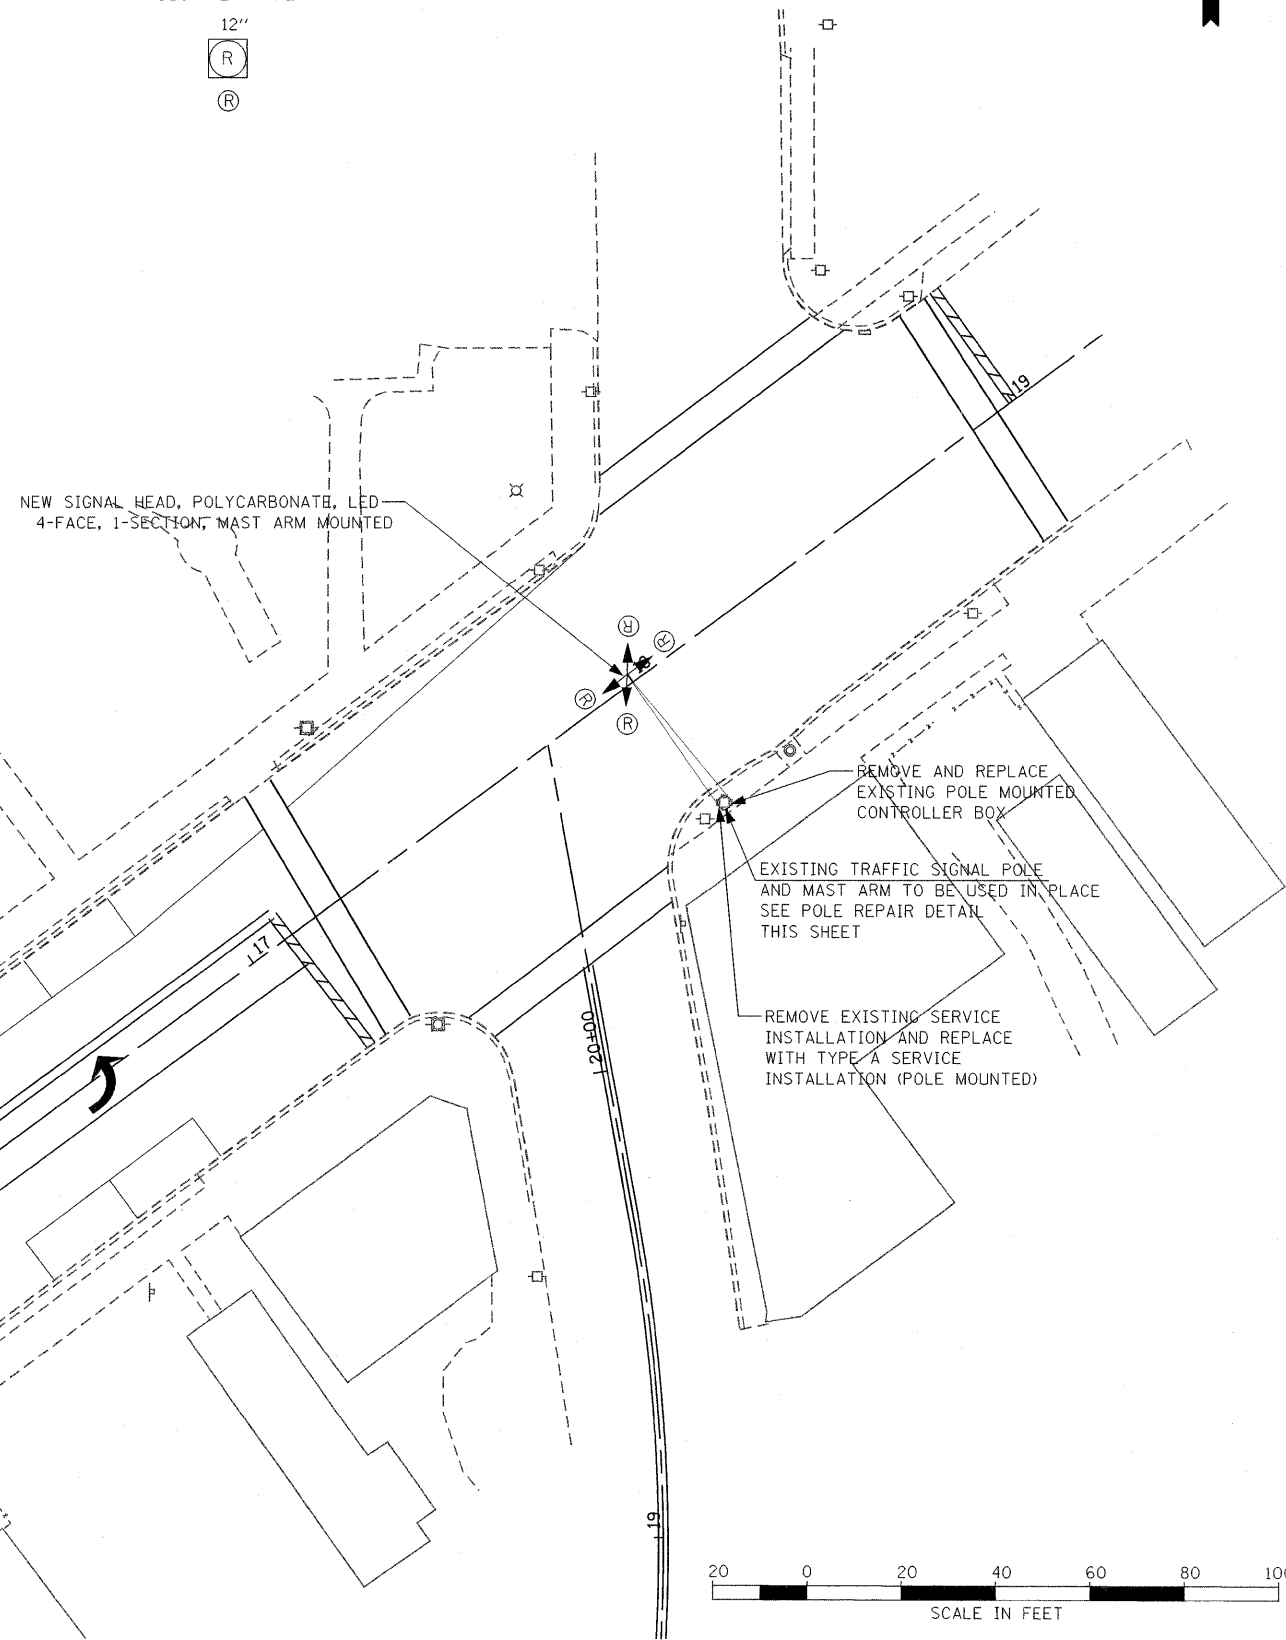 12"
R
R
19
NEW SIGNAL HEAD, POLYCARBONATE, LED
4-FACE, 1-SECTION, MAST ARM MOUNTED
R
R
18
R
R
REMOVE AND REPLACE
EXISTING POLE MOUNTED
CONTROLLER BOX
EXISTING TRAFFIC SIGNAL POLE
AND MAST ARM TO BE USED IN PLACE
SEE POLE REPAIR DETAIL
THIS SHEET
17
REMOVE EXISTING SERVICE
INSTALLATION AND REPLACE
WITH TYPE A SERVICE
INSTALLATION (POLE MOUNTED)
20+00
19
20 0 20 40 60 80 100
SCALE IN FEET